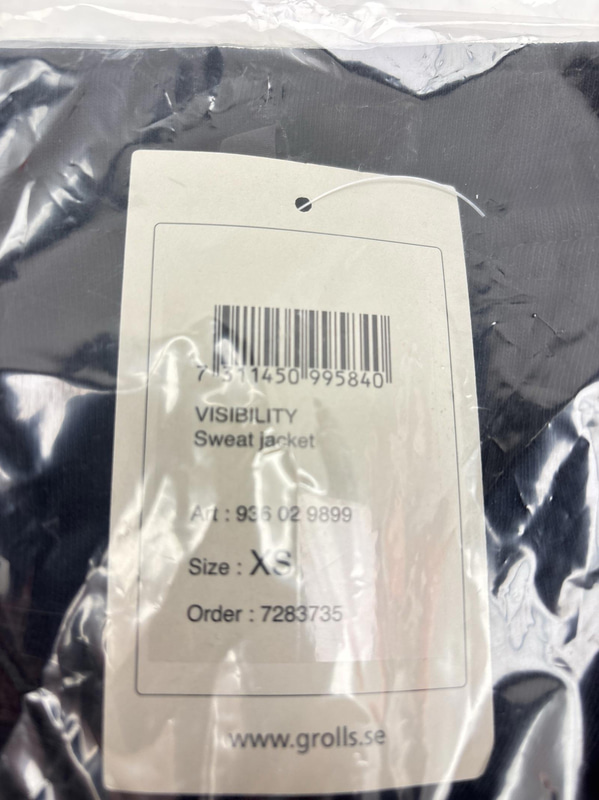 7 311450 995840
VISIBILITY
Sweat jacket
Art : 936 02 9899
Size : XS
Order : 7283735
www.grolls.se